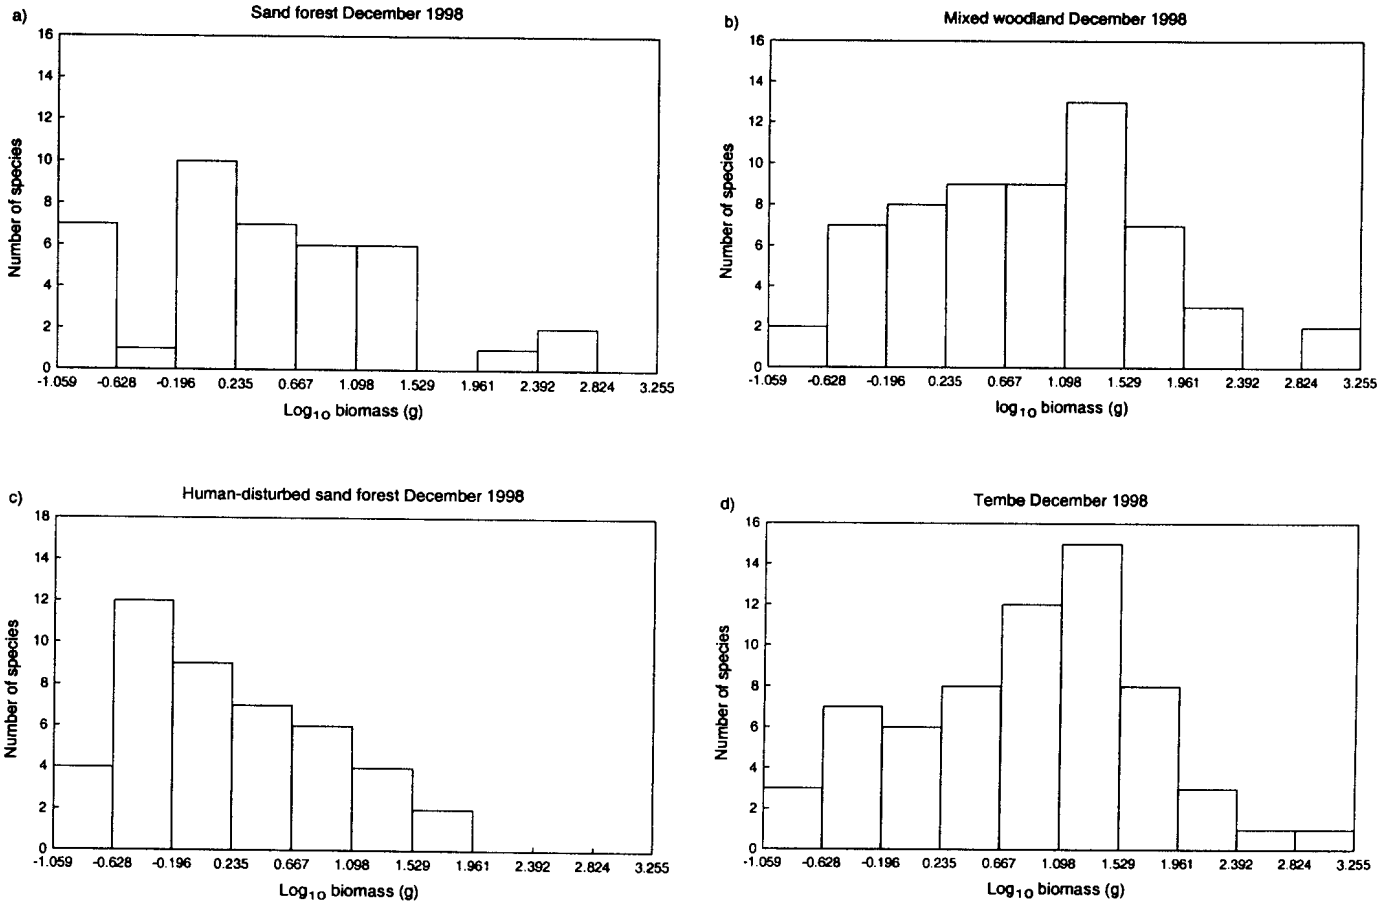 a)
Sand forest December 1998
16
14
12
10
8
6
4
2
0
Number of species
-1.059 -0.628 -0.196 0.235 0.667 1.098 1.529 1.961 2.392 2.824 3.255
Log10 biomass (g)
b)
Mixed woodland December 1998
16
14
12
10
8
6
4
2
0
Number of species
-1.059 -0.628 -0.196 0.235 0.667 1.098 1.529 1.961 2.392 2.824 3.255
log10 biomass (g)
c)
Human-disturbed sand forest December 1998
18
14
12
10
8
6
4
2
0
Number of species
-1.059 -0.628 -0.196 0.235 0.667 1.098 1.529 1.961 2.392 2.824 3.255
Log10 biomass (g)
d)
Tembe December 1998
16
14
12
10
8
6
4
2
0
Number of species
-1.059 -0.628 -0.196 0.235 0.667 1.098 1.529 1.961 2.392 2.824 3.255
Log10 biomass (g)